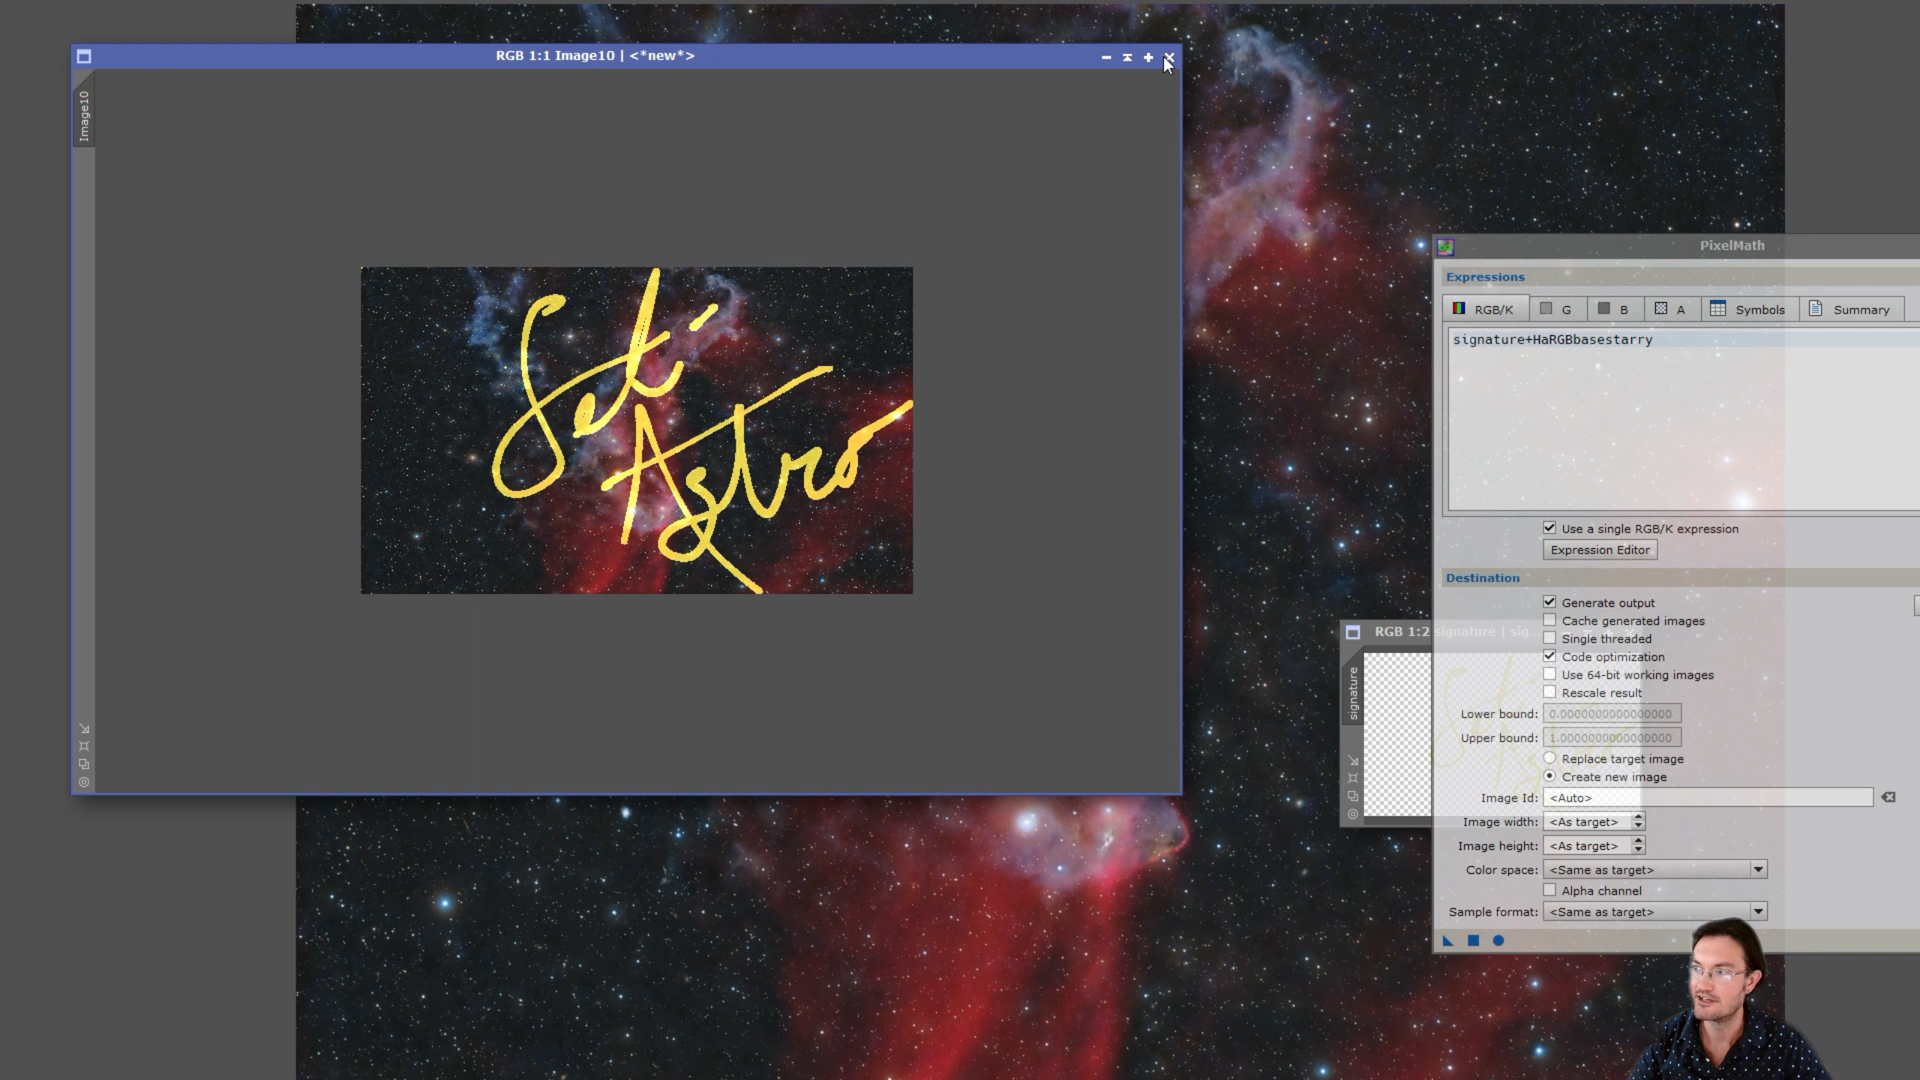 RGB 1:1 Image10 | <*new*>
Image10
Seti
Astro
PixelMath
Expressions
RGB/K
G
B
A
Symbols
Summary
signature+HaRGBbasestarry
Use a single RGB/K expression
Expression Editor
Destination
Generate output
Cache generated images
Single threaded
Code optimization
Use 64-bit working images
Rescale result
Lower bound: 0.0000000000000000
Upper bound: 1.0000000000000000
Replace target image
Create new image
Image Id: <Auto>
Image width: <As target>
Image height: <As target>
Color space: <Same as target>
Alpha channel
Sample format: <Same as target>
RGB 1:2 signature | sig...
signature